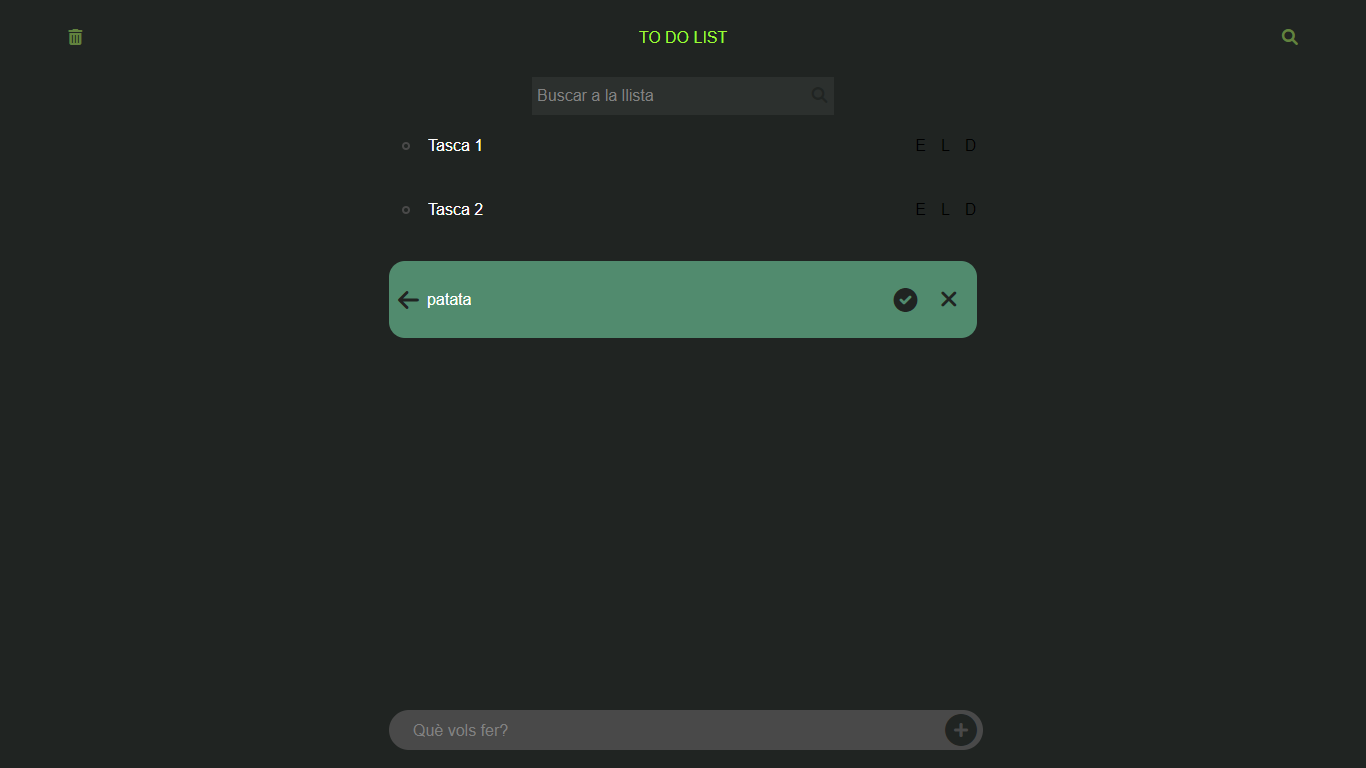 TO DO LIST
Buscar a la llista
Tasca 1 E L D
Tasca 2 E L D
patata
Què vols fer?